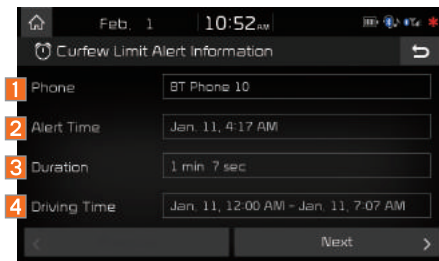 Feb. 1 10:52 AM
Curfew Limit Alert Information
1 Phone BT Phone 10
2 Alert Time Jan. 11, 4:17 AM
3 Duration 1 min 7 sec
4 Driving Time Jan. 11, 12:00 AM - Jan. 11, 7:07 AM
Next